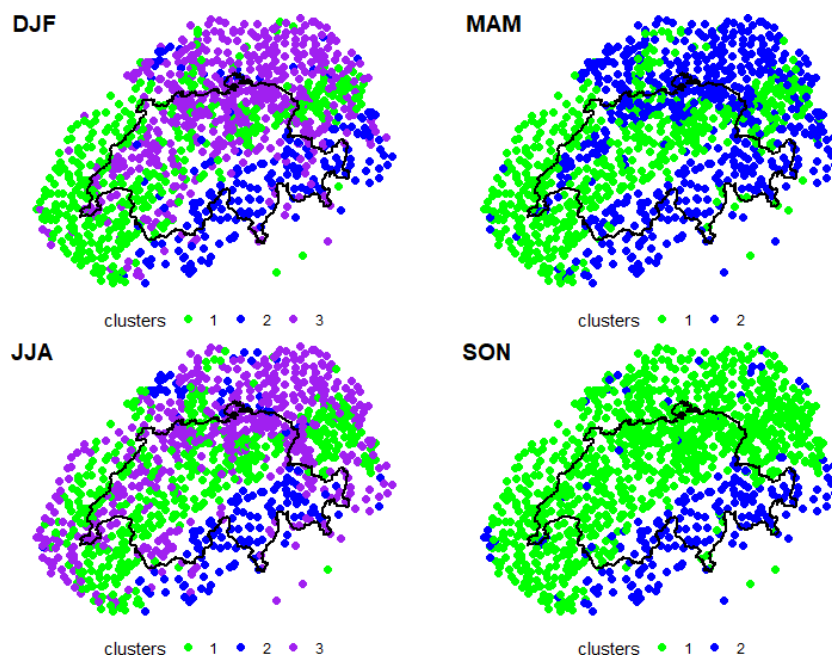 DJF
MAM
clusters 1 2 3
clusters 1 2
JJA
SON
clusters 1 2 3
clusters 1 2